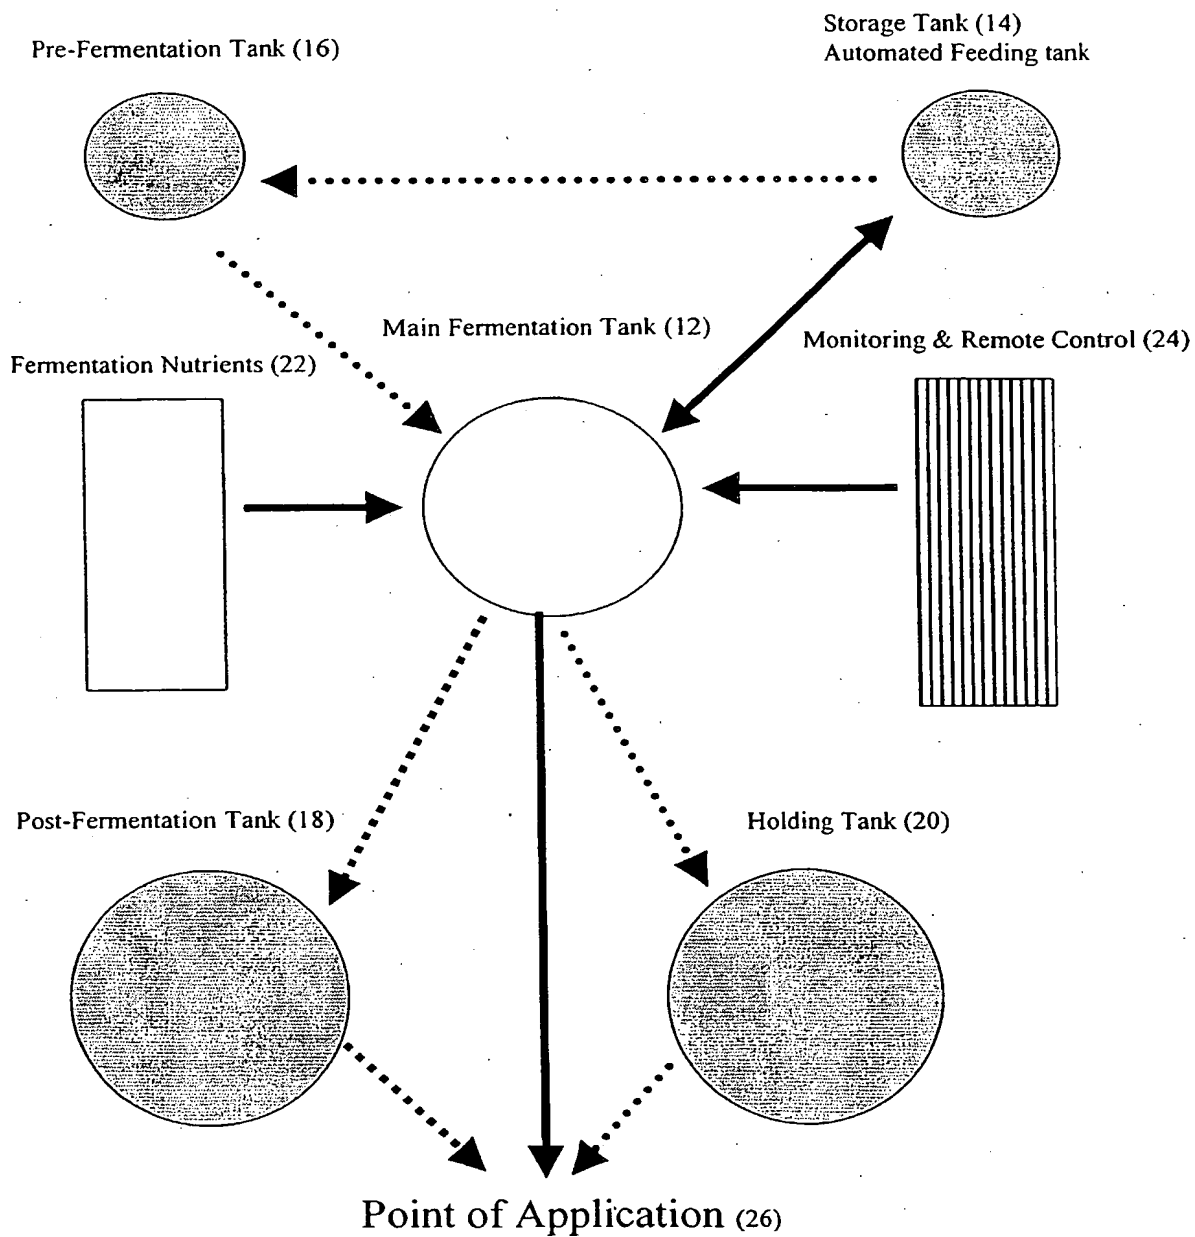 Storage Tank (14)
Pre-Fermentation Tank (16)
Automated Feeding tank
Main Fermentation Tank (12)
Monitoring & Remote Control (24)
Fermentation Nutrients (22)
Post-Fermentation Tank (18)
Holding Tank (20)
Point of Application (26)